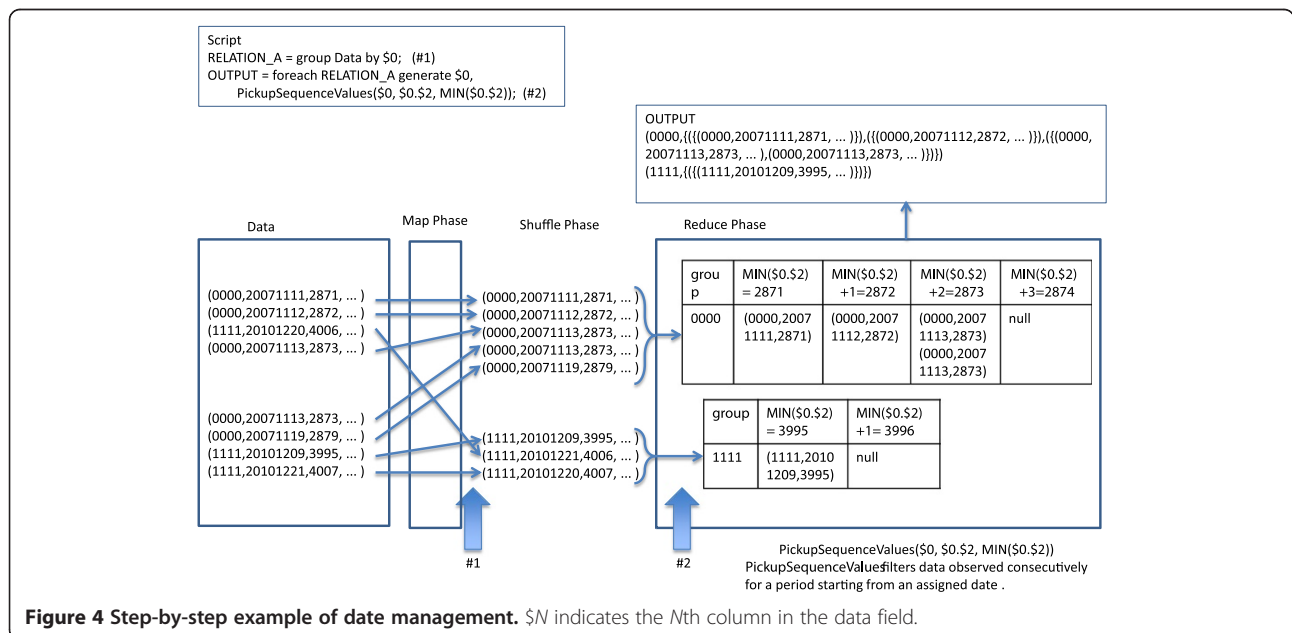 Script
RELATION_A = group Data by $0; (#1)
OUTPUT = foreach RELATION_A generate $0,
PickupSequenceValues($0, $0.$2, MIN($0.$2)); (#2)
OUTPUT
(0000,{({(0000,20071111,2871, ... )}),({(0000,20071112,2872, ... )}),({(0000,
20071113,2873, ... ),(0000,20071113,2873, ... )})})
(1111,{({(1111,20101209,3995, ... )})})
Data
Map Phase
Shuffle Phase
Reduce Phase
(0000,20071111,2871, ... )
(0000,20071112,2872, ... )
(1111,20101220,4006, ... )
(0000,20071113,2873, ... )
(0000,20071113,2873, ... )
(0000,20071119,2879, ... )
(1111,20101209,3995, ... )
(1111,20101221,4007, ... )
(0000,20071111,2871, ... )
(0000,20071112,2872, ... )
(0000,20071113,2873, ... )
(0000,20071113,2873, ... )
(0000,20071119,2879, ... )
(1111,20101209,3995, ... )
(1111,20101221,4006, ... )
(1111,20101220,4007, ... )
grou
p
MIN($0.$2)
= 2871
MIN($0.$2)
+1=2872
MIN($0.$2)
+2=2873
MIN($0.$2)
+3=2874
0000
(0000,2007
1111,2871)
(0000,2007
1112,2872)
(0000,2007
1113,2873)
(0000,2007
1113,2873)
null
group
MIN($0.$2)
= 3995
MIN($0.$2)
+1= 3996
1111
(1111,2010
1209,3995)
null
#1
#2
PickupSequenceValues($0, $0.$2, MIN($0.$2))
PickupSequenceValuesfilters data observed consecutively
for a period starting from an assigned date .
Figure 4 Step-by-step example of date management. $N indicates the Nth column in the data field.